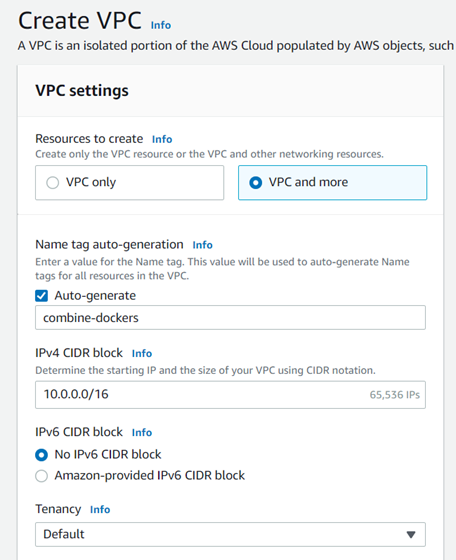 Create VPC Info
A VPC is an isolated portion of the AWS Cloud populated by AWS objects, such
VPC settings
Resources to create Info
Create only the VPC resource or the VPC and other networking resources.
VPC only VPC and more
Name tag auto-generation Info
Enter a value for the Name tag. This value will be used to auto-generate Name
tags for all resources in the VPC.
Auto-generate
combine-dockers
IPv4 CIDR block Info
Determine the starting IP and the size of your VPC using CIDR notation.
10.0.0.0/16 65,536 IPs
IPv6 CIDR block Info
No IPv6 CIDR block
Amazon-provided IPv6 CIDR block
Tenancy Info
Default